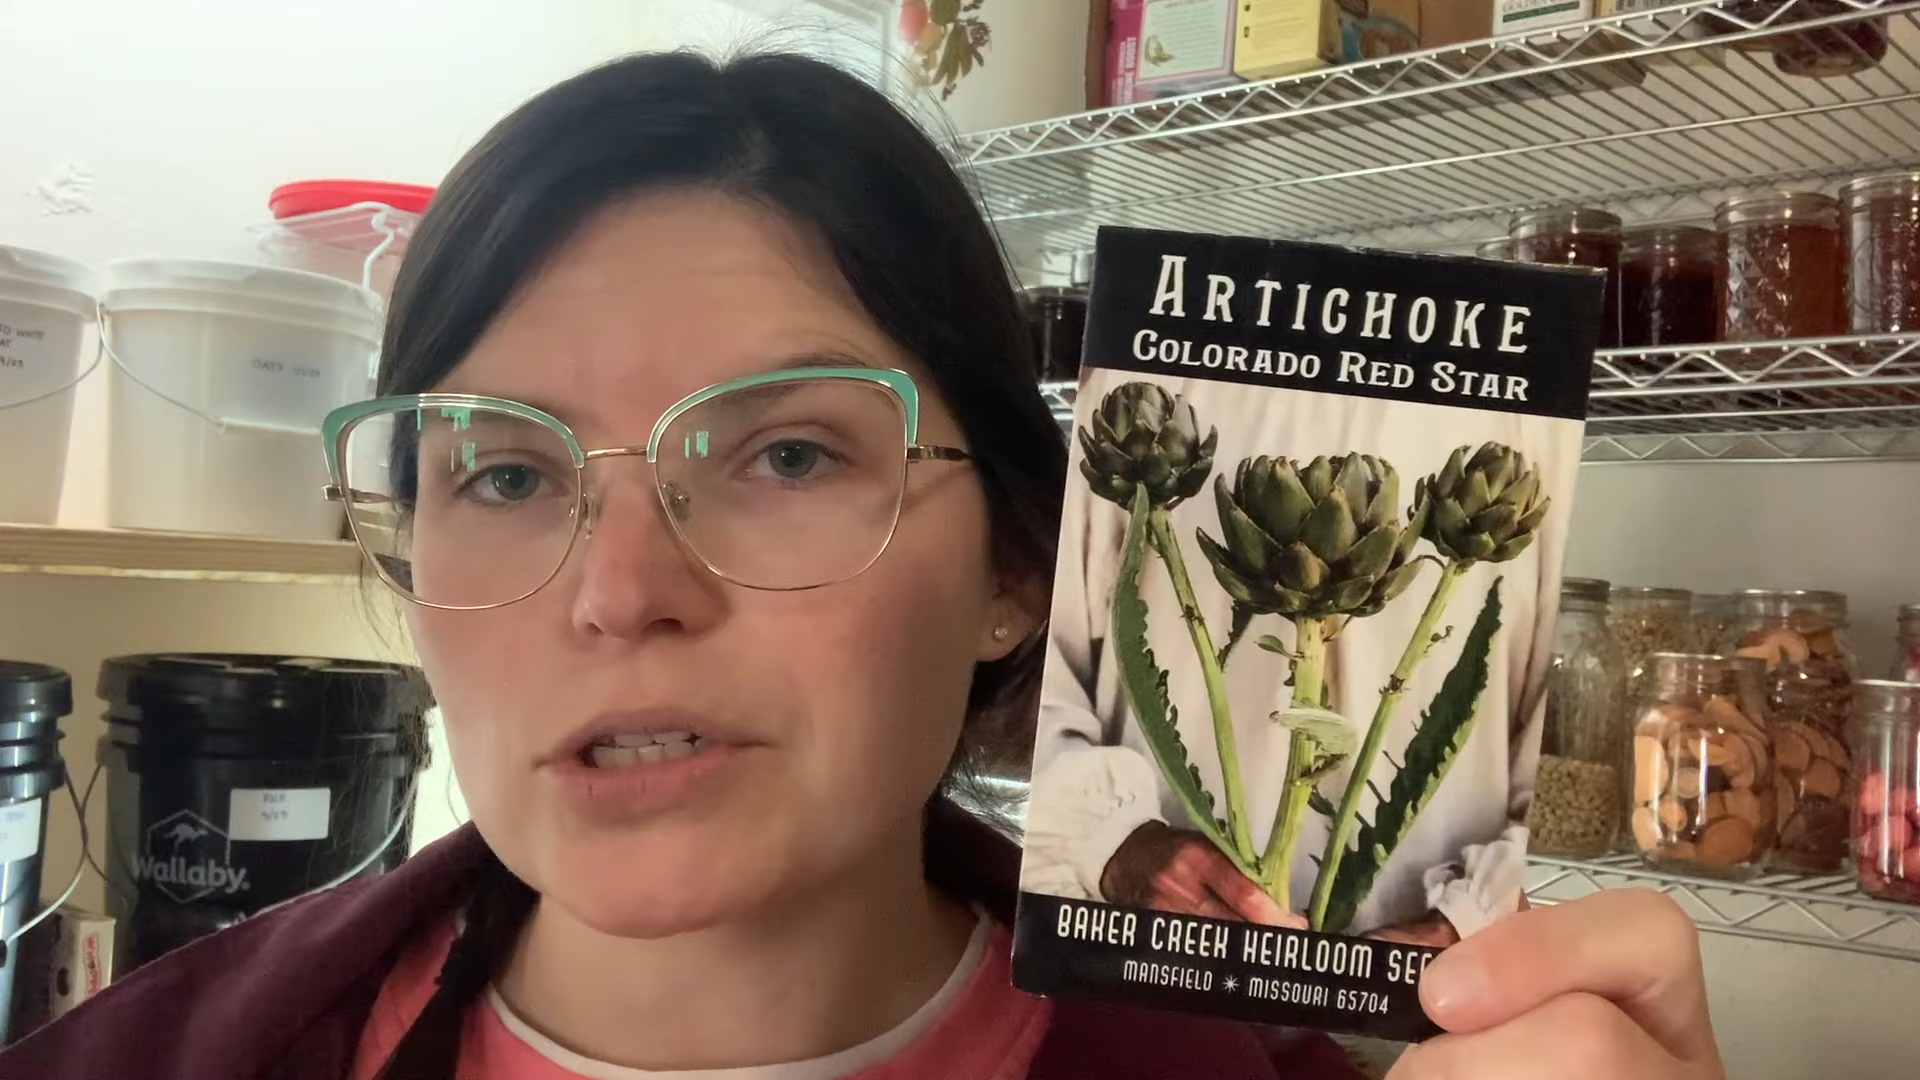 ARTICHOKE
COLORADO RED STAR
BAKER CREEK HEIRLOOM SEE
MANSFIELD ✴ MISSOURI 65704
Wallaby.